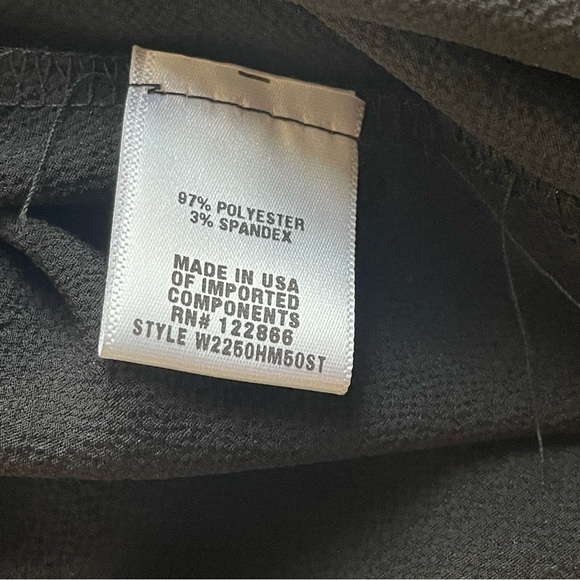 97% POLYESTER
3% SPANDEX
MADE IN USA
OF IMPORTED
COMPONENTS
RN# 122866
STYLE W2250HM50ST